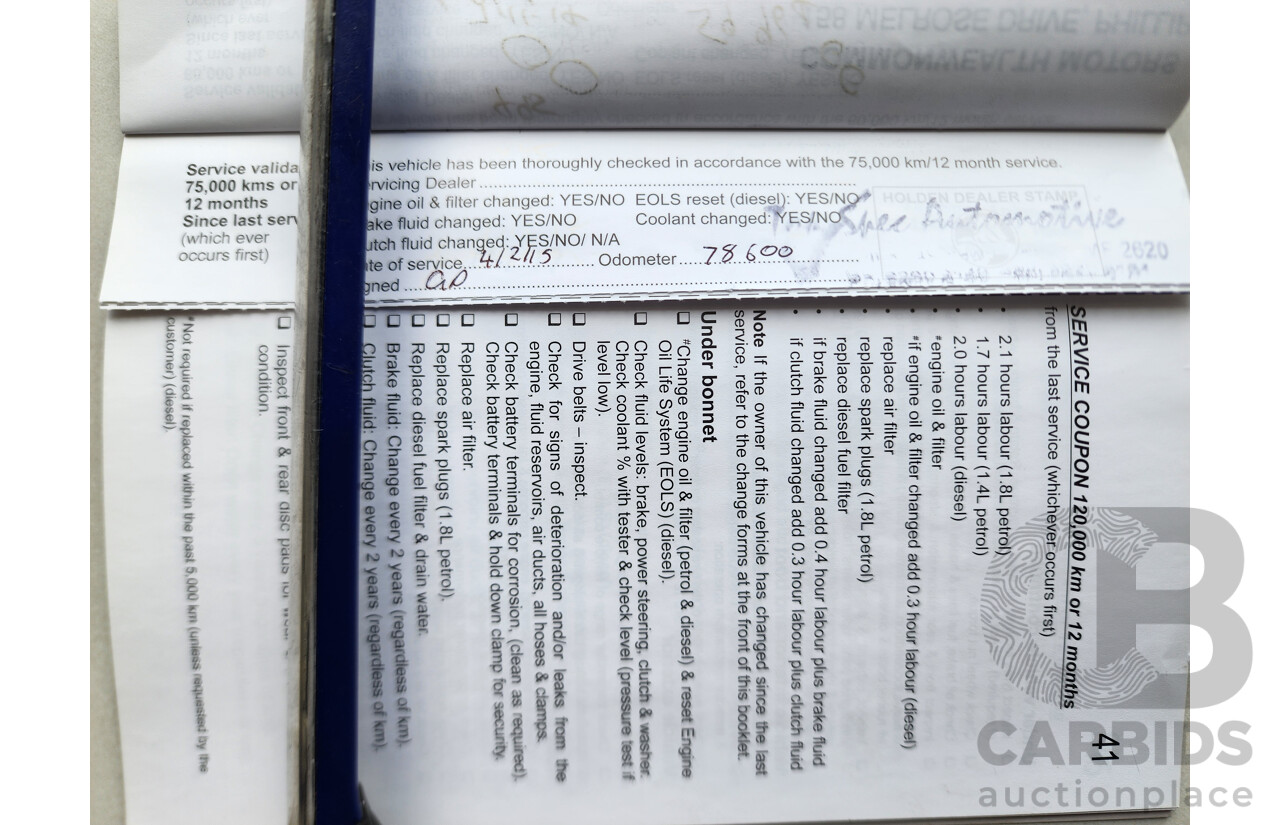 58 MELROSE DRIVE, PHILLIP
COMMONWEALTH MOTORS
Service valida
75,000 kms or
12 months
Since last serv
(which ever
occurs first)
is vehicle has been thoroughly checked in accordance with the 75,000 km/12 month service.
rvicing Dealer
gine oil & filter changed: YES/NO EOLS reset (diesel): YES/NO
ake fluid changed: YES/NO Coolant changed: YES/NO
utch fluid changed: YES/NO/ N/A
te of service 4/2/15 Odometer 78600
gned
HOLDEN DEALER STAMP
Spec Automotive
2620
SERVICE COUPON 120,000 km or 12 months
from the last service (whichever occurs first)
• 2.1 hours labour (1.8L petrol)
• 1.7 hours labour (1.4L petrol)
• 2.0 hours labour (diesel)
• *engine oil & filter
• *if engine oil & filter changed add 0.3 hour labour (diesel)
• replace air filter
• replace spark plugs (1.8L petrol)
• replace diesel fuel filter
• if brake fluid changed add 0.4 hour labour plus brake fluid
• if clutch fluid changed add 0.3 hour labour plus clutch fluid
Note If the owner of this vehicle has changed since the last
service, refer to the change forms at the front of this booklet.
Under bonnet
❑ *Change engine oil & filter (petrol & diesel) & reset Engine
Oil Life System (EOLS) (diesel).
❑ Check fluid levels: brake, power steering, clutch & washer.
Check coolant % with tester & check level (pressure test if
level low).
❑ Drive belts – inspect.
❑ Check for signs of deterioration and/or leaks from the
engine, fluid reservoirs, air ducts, all hoses & clamps.
❑ Check battery terminals for corrosion, (clean as required).
Check battery terminals & hold down clamp for security.
❑ Replace air filter.
❑ Replace spark plugs (1.8L petrol).
❑ Replace diesel fuel filter & drain water.
❑ Brake fluid: Change every 2 years (regardless of km).
❑ Clutch fluid: Change every 2 years (regardless of km).
❑ Inspect front & rear disc pads for wear
condition.
*Not required if replaced within the past 5,000 km (unless requested by the
customer) (diesel)
41
CARBIDS
auctionplace